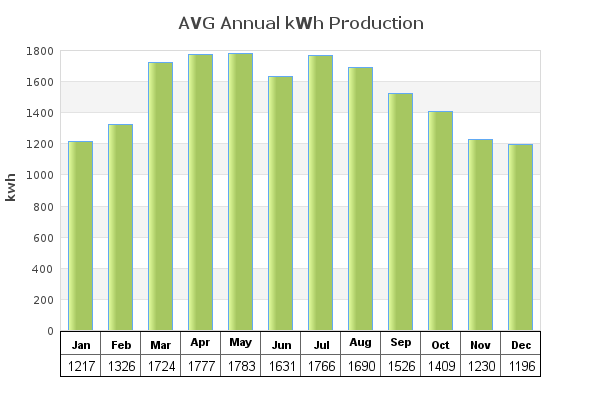 AVG Annual kWh Production
1800
1600
1400
1200
1000
800
600
400
200
0
kwh
Jan Feb Mar Apr May Jun Jul Aug Sep Oct Nov Dec
1217 1326 1724 1777 1783 1631 1766 1690 1526 1409 1230 1196